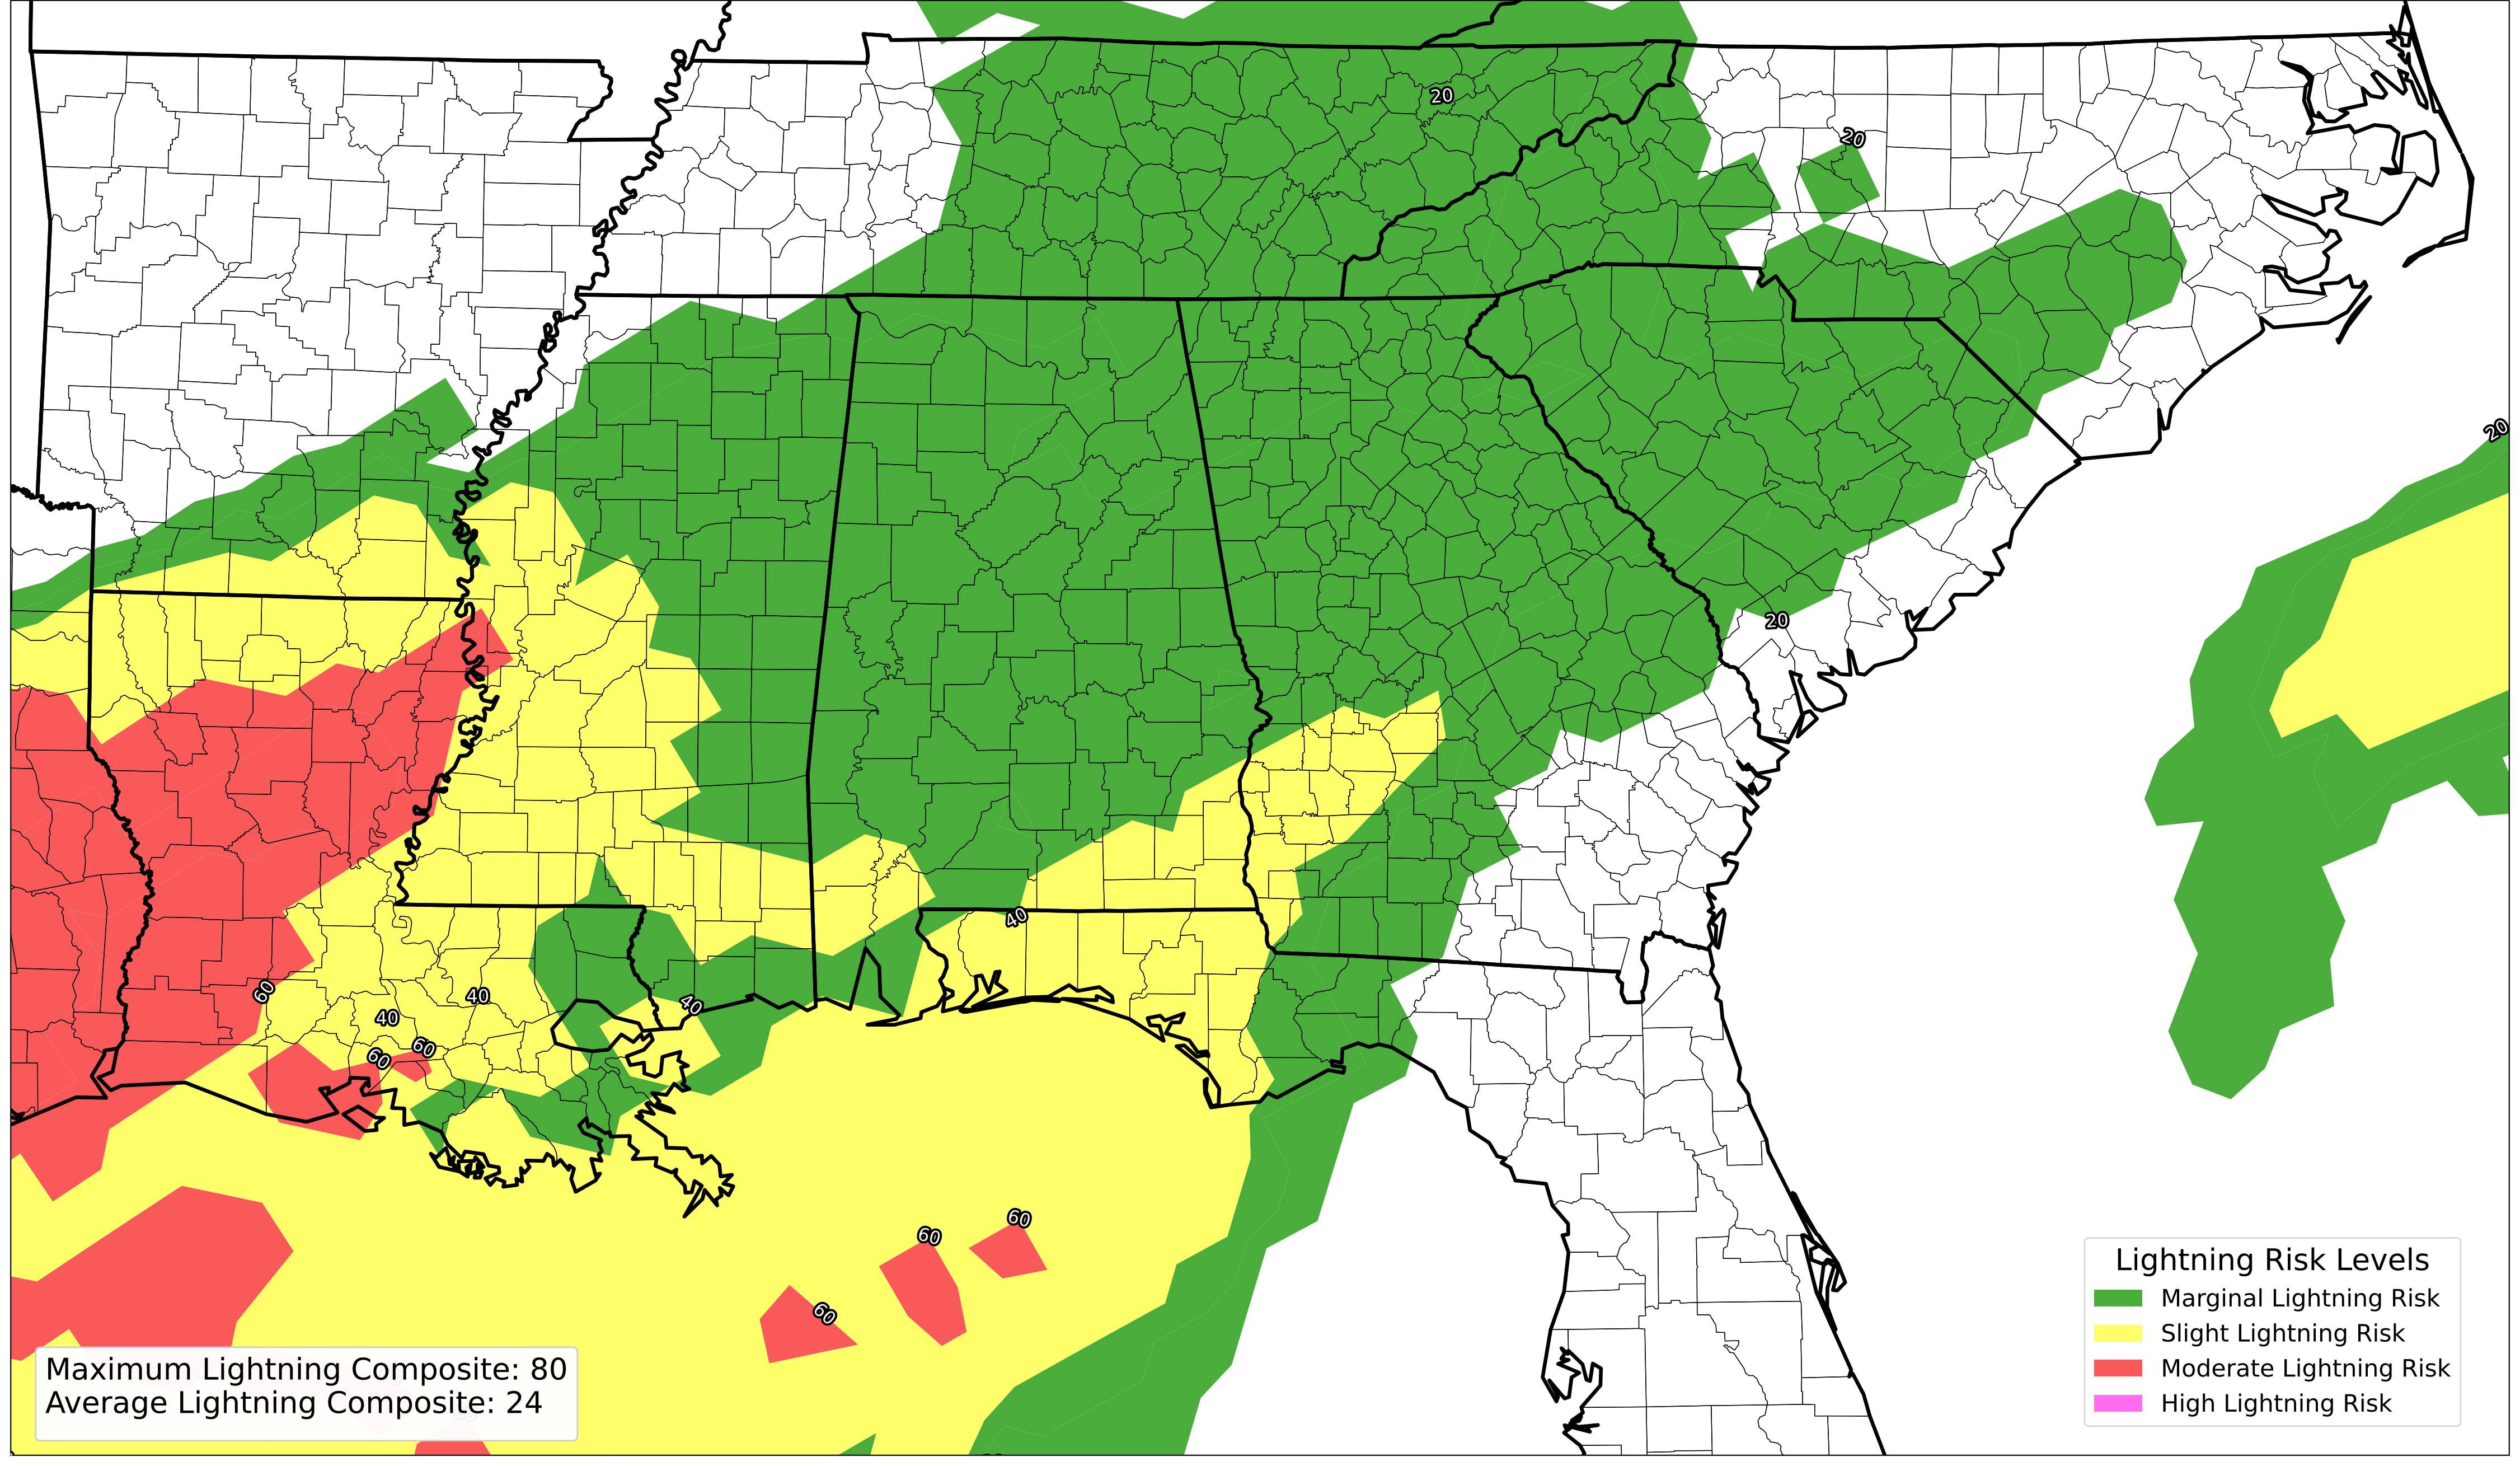 20
20
20
20
40
60
40
40
40
60
60
60
60
60
Lightning Risk Levels
Marginal Lightning Risk
Slight Lightning Risk
Moderate Lightning Risk
High Lightning Risk
Maximum Lightning Composite: 80
Average Lightning Composite: 24